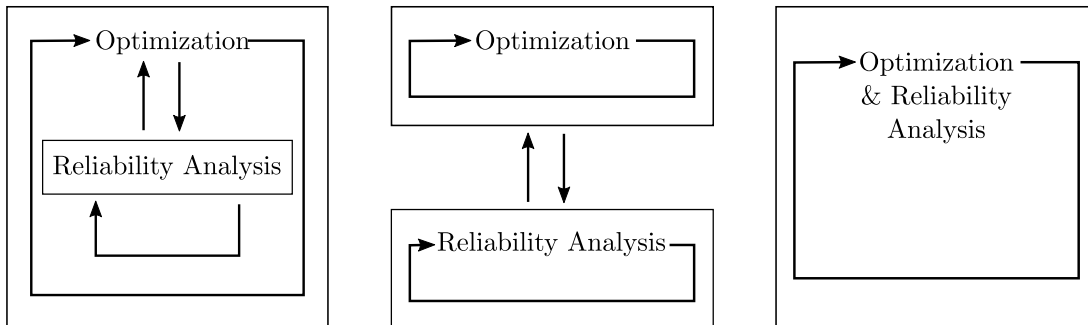 Optimization
Reliability Analysis
Optimization
Reliability Analysis
Optimization
& Reliability
Analysis